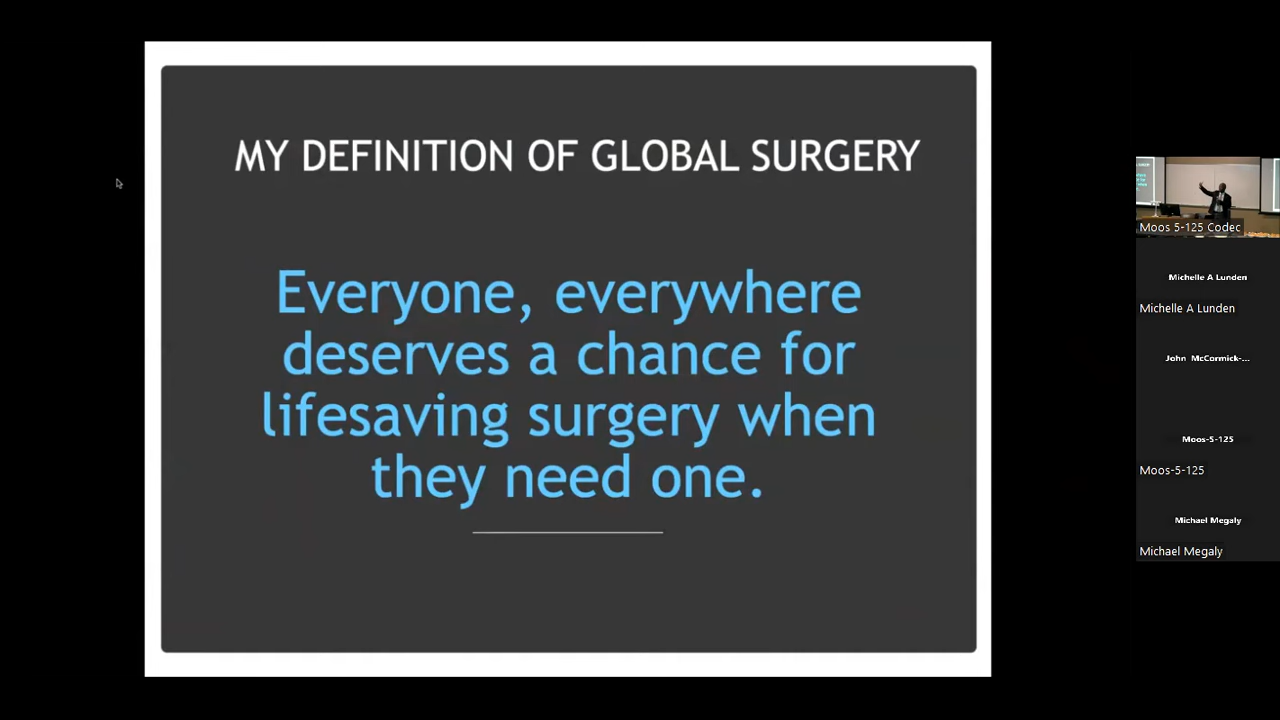 MY DEFINITION OF GLOBAL SURGERY
Everyone, everywhere
deserves a chance for
lifesaving surgery when
they need one.
Moos 5-125 Codec
Michelle A Lunden
Michelle A Lunden
John McCormick-...
Moos-5-125
Moos-5-125
Michael Megaly
Michael Megaly